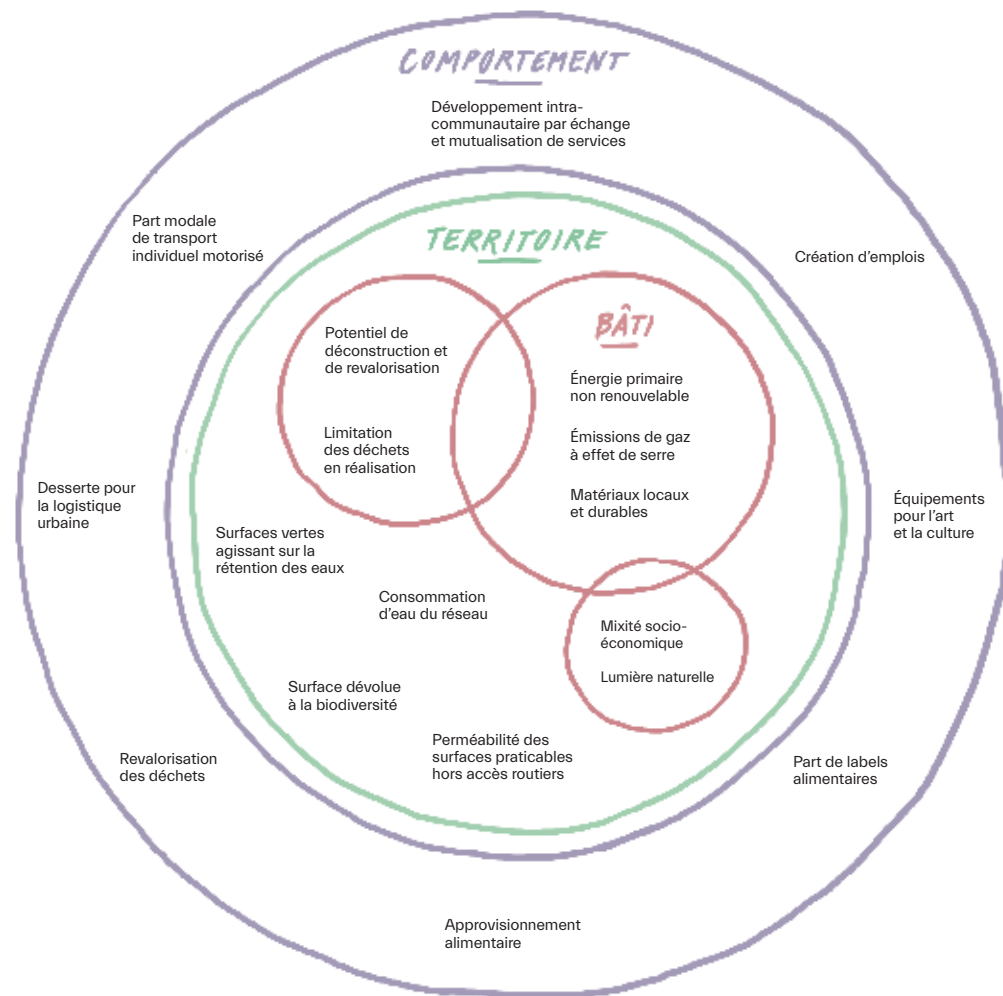 COMPORTEMENT
Développement intra-
communautaire par échange
et mutualisation de services
Part modale
de transport
individuel motorisé
Création d'emplois
TERRITOIRE
BÂTI
Potentiel de
déconstruction et
de revalorisation
Énergie primaire
non renouvelable
Limitation
des déchets
en réalisation
Émissions de gaz
à effet de serre
Matériaux locaux
et durables
Desserte pour
la logistique
urbaine
Équipements
pour l'art
et la culture
Surfaces vertes
agissant sur la
rétention des eaux
Consommation
d'eau du réseau
Mixité socio-
économique
Lumière naturelle
Surface dévolue
à la biodiversité
Perméabilité des
surfaces praticables
hors accès routiers
Revalorisation
des déchets
Part de labels
alimentaires
Approvisionnement
alimentaire